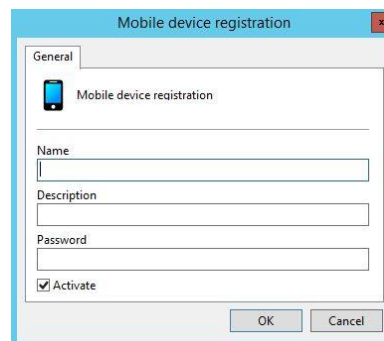 Mobile device registration
x
General
Mobile device registration
Name
Description
Password
Activate
OK Cancel